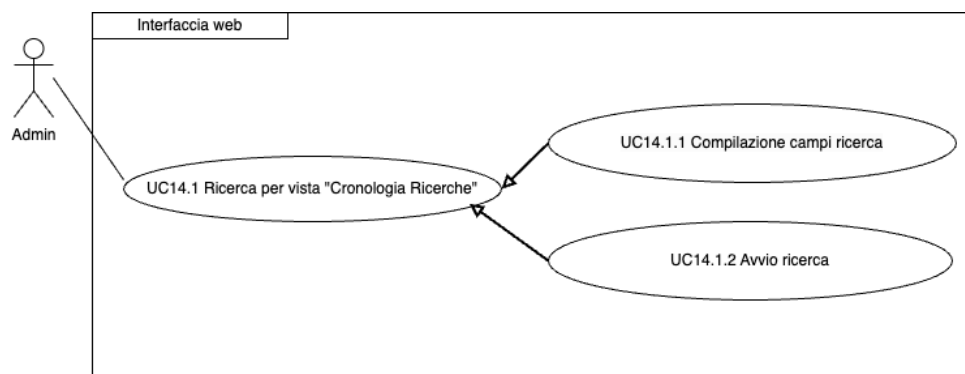 Interfaccia web
Admin
UC14.1.1 Compilazione campi ricerca
UC14.1 Ricerca per vista "Cronologia Ricerche"
UC14.1.2 Avvio ricerca